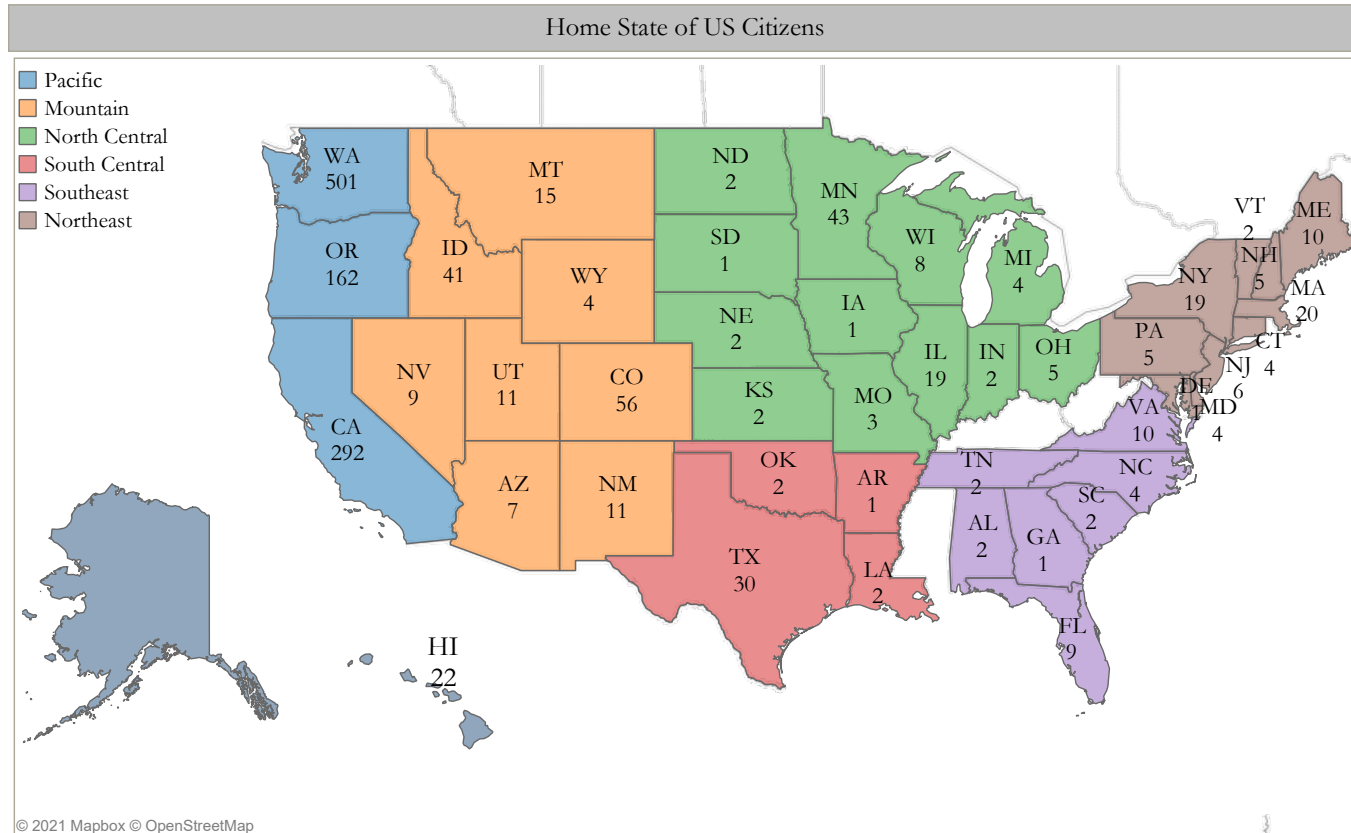 Home State of US Citizens
Pacific
Mountain
North Central
South Central
Southeast
Northeast
WA
501
OR
162
CA
292
MT
15
ID
41
WY
4
NV
9
UT
11
CO
56
AZ
7
NM
11
ND
2
SD
1
NE
2
KS
2
MN
43
IA
1
MO
3
WI
8
IL
19
MI
4
IN
2
OH
5
OK
2
AR
1
TX
30
LA
2
TN
2
AL
2
GA
1
SC
2
NC
4
VA
10
FL
9
VT
2
ME
10
NH
5
NY
19
MA
20
PA
5
CT
4
NJ
6
DE
1
MD
4
HI
22
© 2021 Mapbox © OpenStreetMap